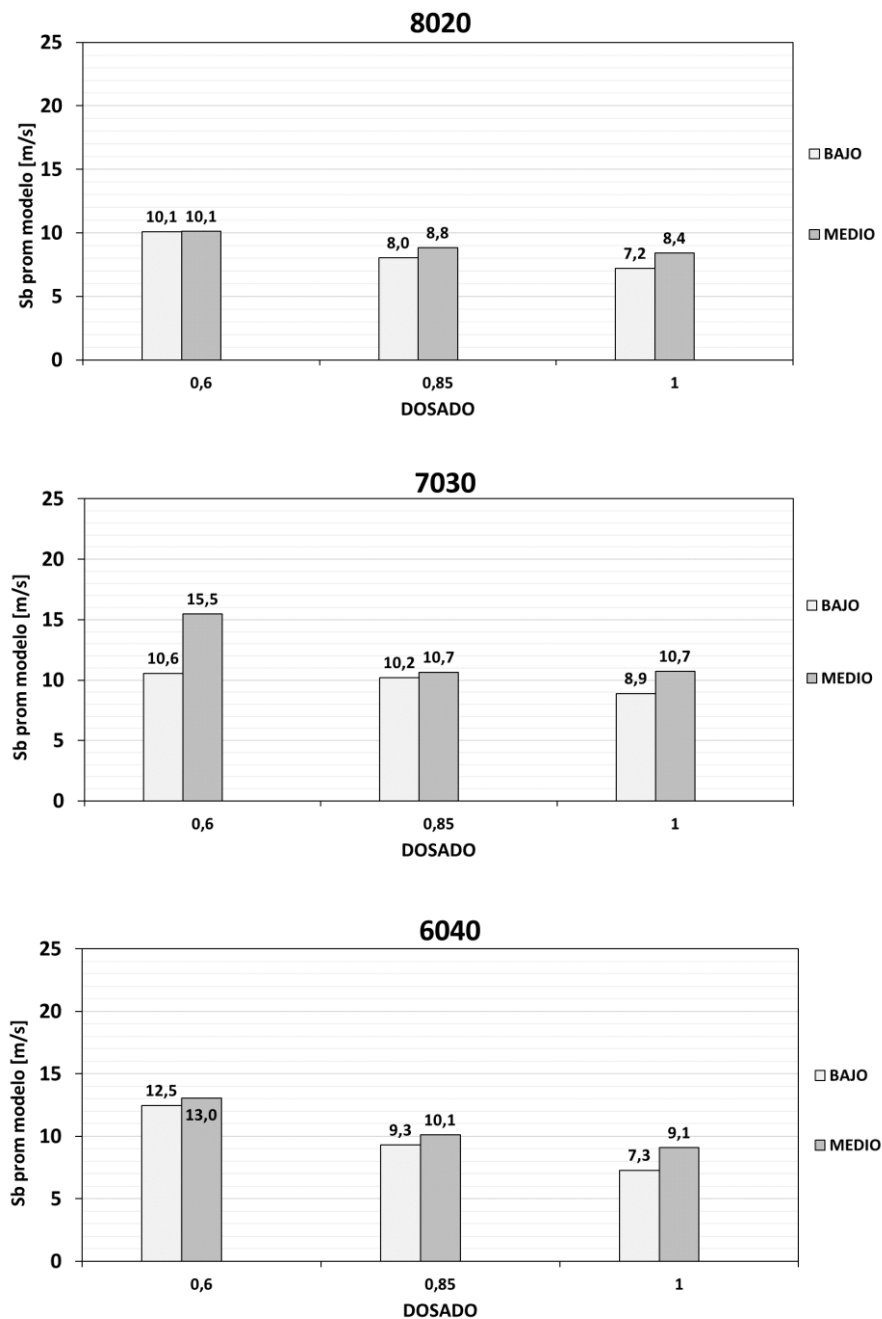 8020
Sb prom modelo [m/s]
25
20
15
10
5
0
10,1 10,1
8,0 8,8
7,2 8,4
0,6 0,85 1
DOSADO
BAJO
MEDIO
7030
Sb prom modelo [m/s]
25
20
15
10
5
0
10,6 15,5
10,2 10,7
8,9 10,7
0,6 0,85 1
DOSADO
BAJO
MEDIO
6040
Sb prom modelo [m/s]
25
20
15
10
5
0
12,5 13,0
9,3 10,1
7,3 9,1
0,6 0,85 1
DOSADO
BAJO
MEDIO